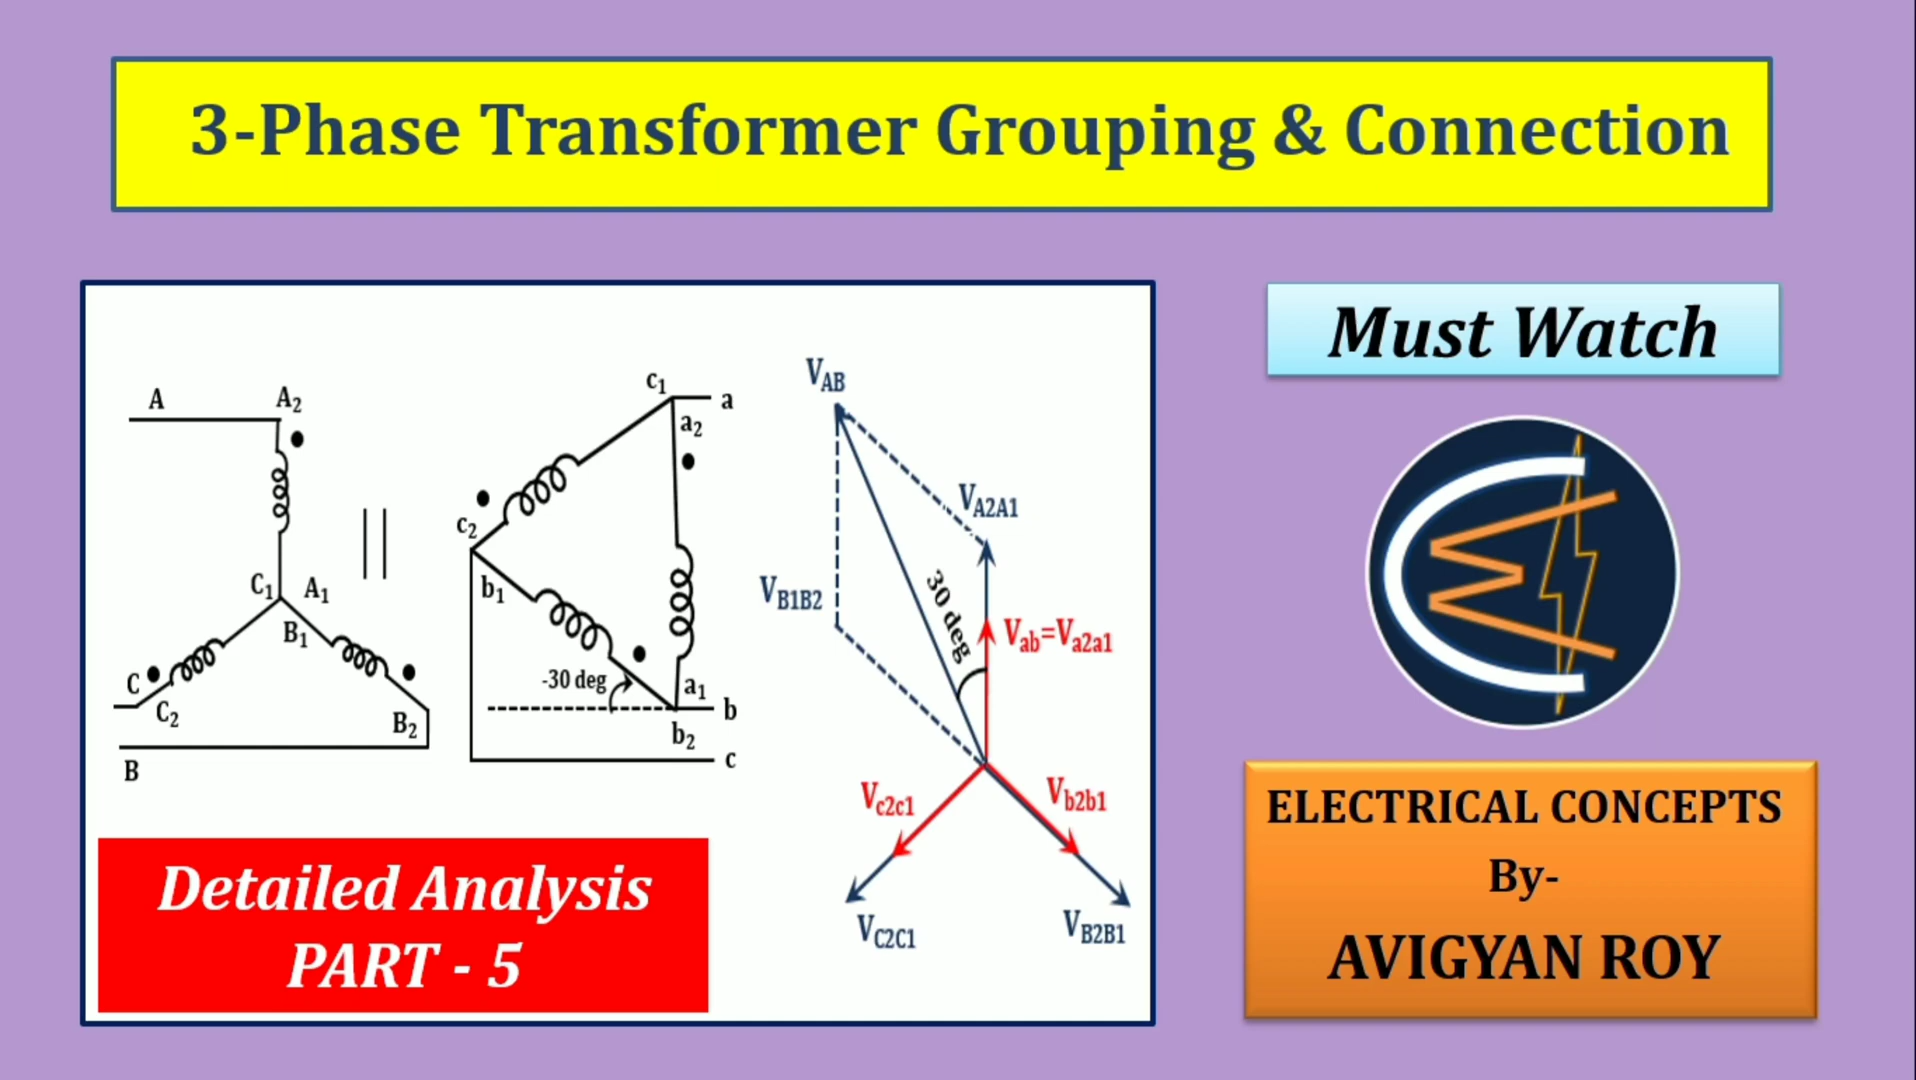 3-Phase Transformer Grouping & Connection
A
A2
C1
A1
B1
C
C2
B2
B
c1
a
a2
c2
b1
-30 deg
a1
b
b2
c
VAB
VA2A1
VB1B2
30 deg
Vab=Va2a1
Vc2c1
Vb2b1
VC2C1
VB2B1
Detailed Analysis
PART - 5
Must Watch
ELECTRICAL CONCEPTS
By-
AVIGYAN ROY